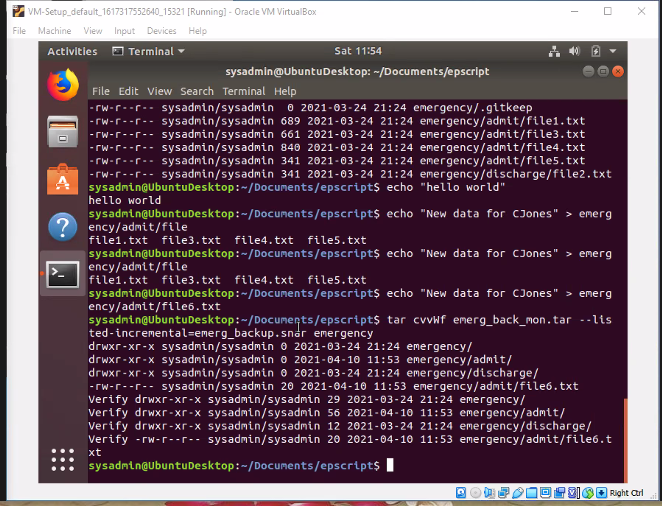 VM-Setup_default_1617317552640_15321 [Running] - Oracle VM VirtualBox
File Machine View Input Devices Help
Activities Terminal Sat 11:54
sysadmin@UbuntuDesktop: ~/Documents/epscript
File Edit View Search Terminal Help
-rw-r--r-- sysadmin/sysadmin 0 2021-03-24 21:24 emergency/.gitkeep
-rw-r--r-- sysadmin/sysadmin 689 2021-03-24 21:24 emergency/admit/file1.txt
-rw-r--r-- sysadmin/sysadmin 661 2021-03-24 21:24 emergency/admit/file3.txt
-rw-r--r-- sysadmin/sysadmin 840 2021-03-24 21:24 emergency/admit/file4.txt
-rw-r--r-- sysadmin/sysadmin 341 2021-03-24 21:24 emergency/admit/file5.txt
-rw-r--r-- sysadmin/sysadmin 341 2021-03-24 21:24 emergency/discharge/file2.txt
sysadmin@UbuntuDesktop:~/Documents/epscript$ echo "hello world"
hello world
sysadmin@UbuntuDesktop:~/Documents/epscript$ echo "New data for CJones" > emerg
ency/admit/file
file1.txt file3.txt file4.txt file5.txt
sysadmin@UbuntuDesktop:~/Documents/epscript$ echo "New data for CJones" > emerg
ency/admit/file
file1.txt file3.txt file4.txt file5.txt
sysadmin@UbuntuDesktop:~/Documents/epscript$ echo "New data for CJones" > emerg
ency/admit/file6.txt
sysadmin@UbuntuDesktop:~/Documents/epscript$ tar cvvWf emerg_back_mon.tar --lis
ted-incremental=emerg_backup.snar emergency
drwxr-xr-x sysadmin/sysadmin 0 2021-03-24 21:24 emergency/
drwxr-xr-x sysadmin/sysadmin 0 2021-04-10 11:53 emergency/admit/
drwxr-xr-x sysadmin/sysadmin 0 2021-03-24 21:24 emergency/discharge/
-rw-r--r-- sysadmin/sysadmin 20 2021-04-10 11:53 emergency/admit/file6.txt
Verify drwxr-xr-x sysadmin/sysadmin 29 2021-03-24 21:24 emergency/
Verify drwxr-xr-x sysadmin/sysadmin 56 2021-04-10 11:53 emergency/admit/
Verify drwxr-xr-x sysadmin/sysadmin 12 2021-03-24 21:24 emergency/discharge/
Verify -rw-r--r-- sysadmin/sysadmin 20 2021-04-10 11:53 emergency/admit/file6.t
xt
sysadmin@UbuntuDesktop:~/Documents/epscript$
Right Ctrl